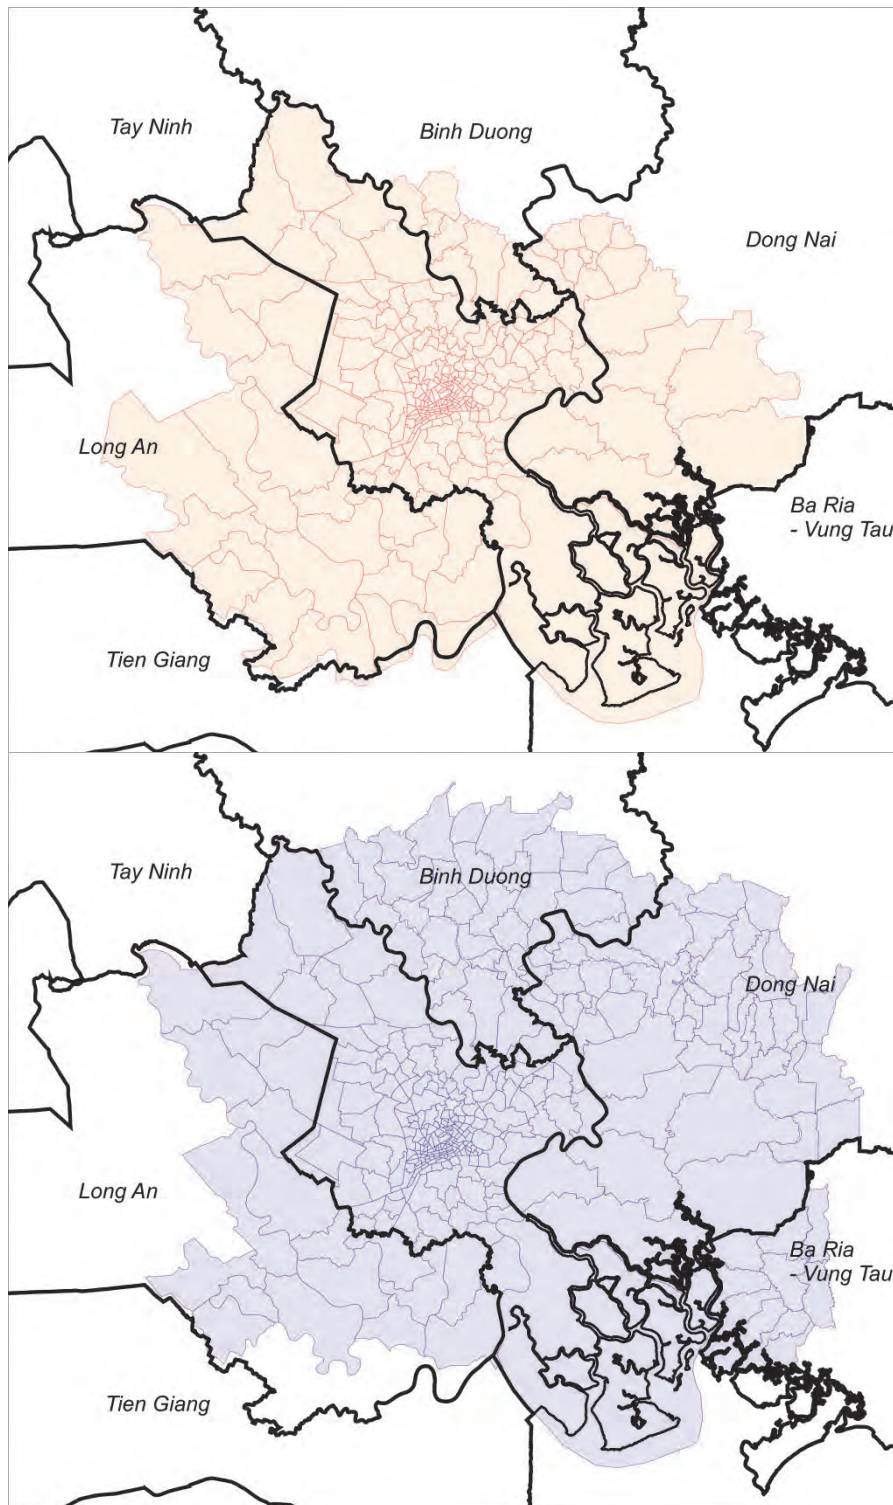 Tay Ninh
Binh Duong
Dong Nai
Long An
Ba Ria
- Vung Tau
Tien Giang
Tay Ninh
Binh Duong
Dong Nai
Long An
Ba Ria
- Vung Tau
Tien Giang